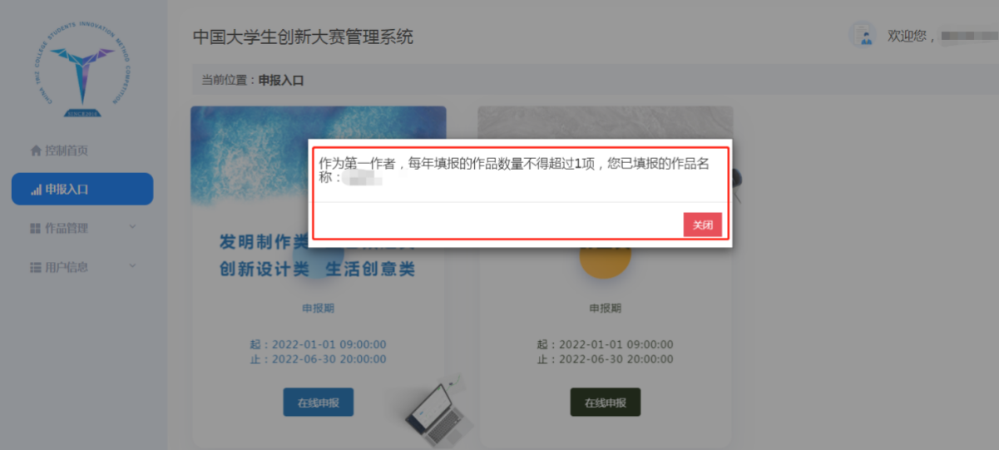 CHINA TRIZ COLLEGE STUDENTS INNOVATION METHOD COMPETITION
中国大学生创新大赛管理系统
欢迎您，
当前位置：申报入口
控制首页
申报入口
作品管理
用户信息
作为第一作者，每年填报的作品数量不得超过1项，您已填报的作品名
称：
关闭
发明制作类
创新设计类 生活创意类
申报期
起：2022-01-01 09:00:00
止：2022-06-30 20:00:00
在线申报
申报期
起：2022-01-01 09:00:00
止：2022-06-30 20:00:00
在线申报